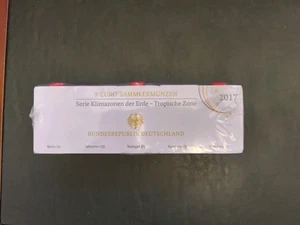 5 EURO SAMMLERMÜNZEN
Serie Klimazonen der Erde – Tropische Zone
2017
BUNDESREPUBLIK DEUTSCHLAND